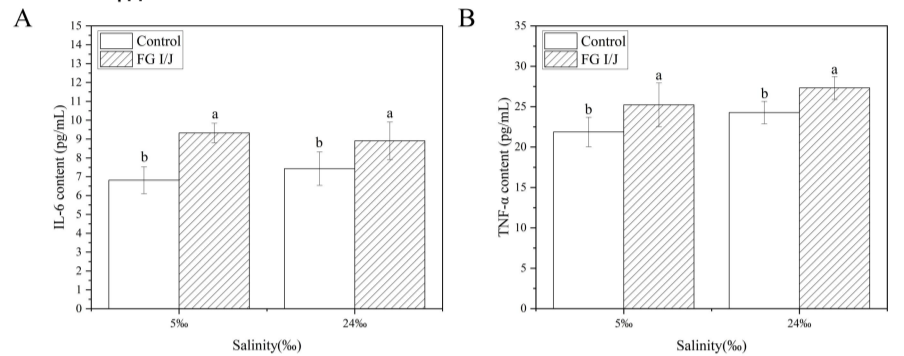 A
IL-6 content (pg/mL)
15
14
13
12
11
10
9
8
7
6
5
4
3
2
1
0
Control
FG I/J
b
a
b
a
5‰
24‰
Salinity(‰)
B
TNF-α content (pg/mL)
35
30
25
20
15
10
5
0
Control
FG I/J
b
a
b
a
5‰
24‰
Salinity(‰)